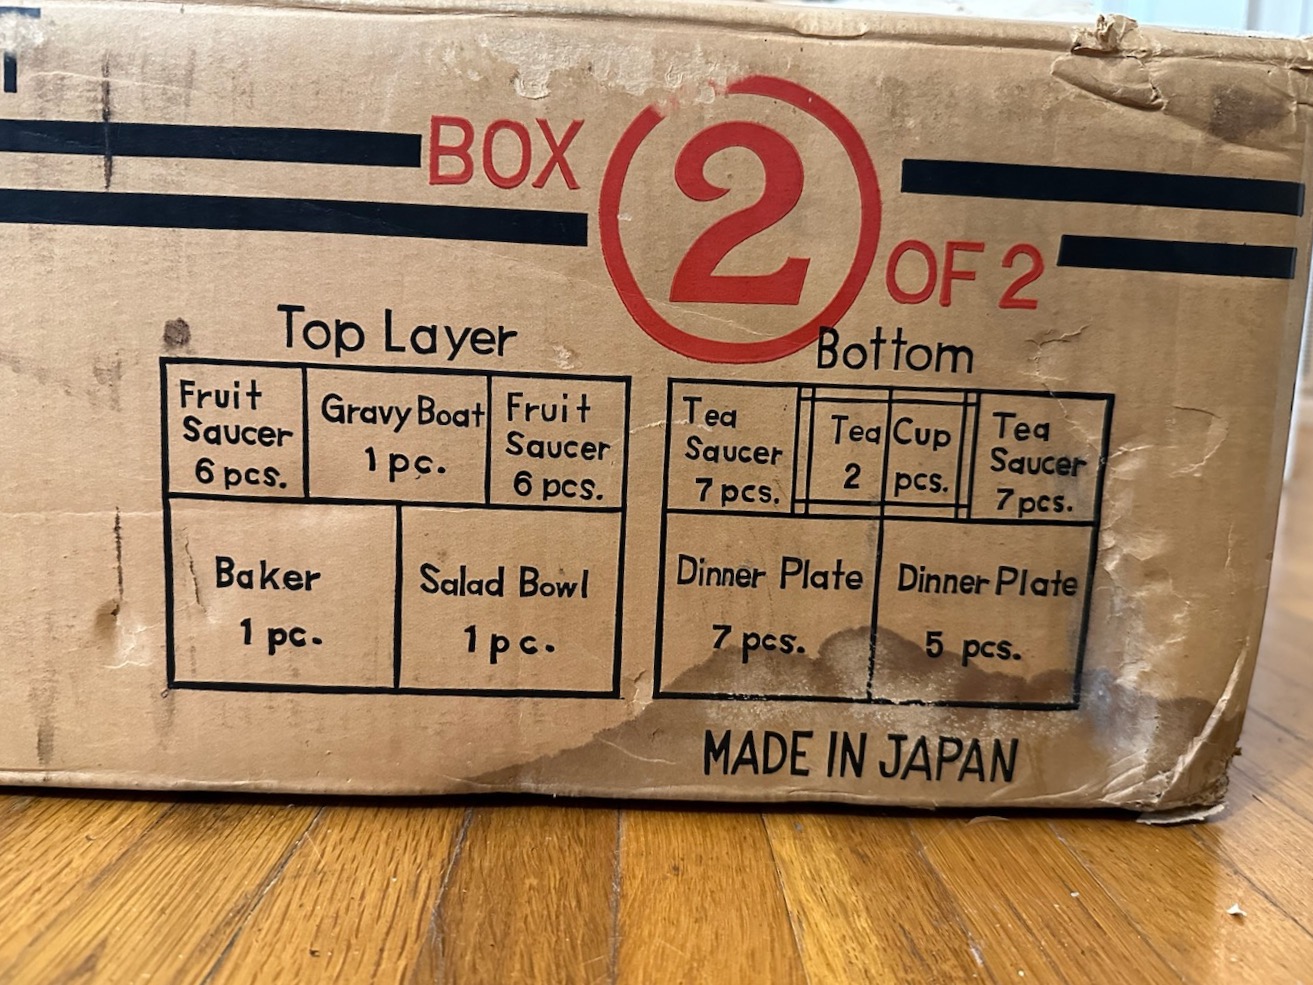 BOX 2 OF 2
Top Layer
Fruit
Saucer
6 pcs.
Gravy Boat
1 pc.
Fruit
Saucer
6 pcs.
Baker
1 pc.
Salad Bowl
1 pc.
Bottom
Tea
Saucer
7 pcs.
Tea Cup
2 pcs.
Tea
Saucer
7 pcs.
Dinner Plate
7 pcs.
Dinner Plate
5 pcs.
MADE IN JAPAN